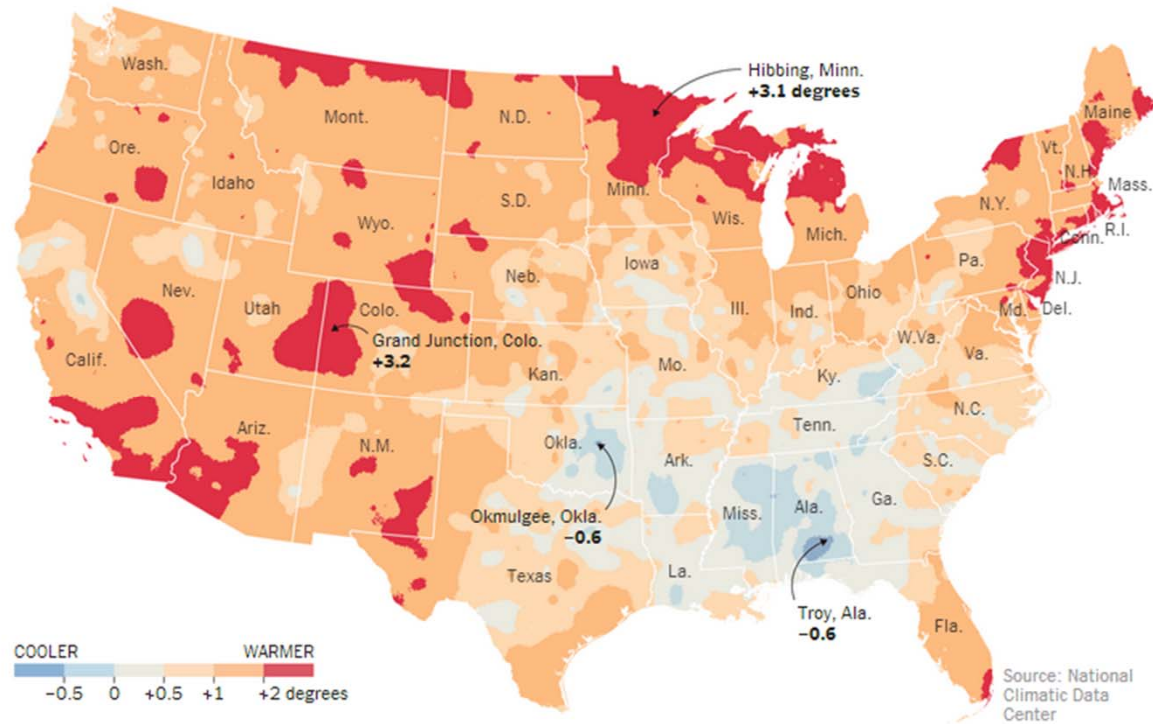 Wash.
Mont.
N.D.
Hibbing, Minn.
+3.1 degrees
Maine
Ore.
Idaho
S.D.
Minn.
Vt.
N.H.
Mass.
Wyo.
Wis.
Mich.
N.Y.
Conn.
R.I.
Neb.
Iowa
Pa.
N.J.
Nev.
Utah
Colo.
Ill.
Ind.
Ohio
Md.
Del.
Grand Junction, Colo.
+3.2
W.Va.
Va.
Calif.
Kan.
Mo.
Ky.
N.C.
Ariz.
N.M.
Okla.
Tenn.
Ark.
S.C.
Okmulgee, Okla.
−0.6
Miss.
Ala.
Ga.
Texas
La.
Troy, Ala.
−0.6
Fla.
COOLER WARMER
−0.5 0 +0.5 +1 +2 degrees
Source: National
Climatic Data
Center